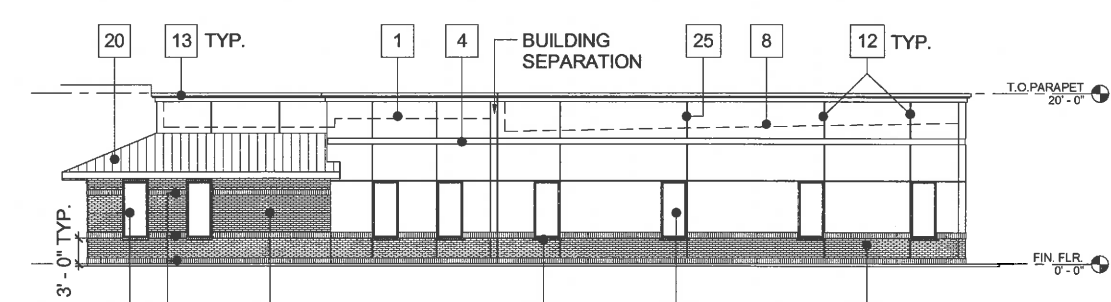 20
13 TYP.
1
4
BUILDING
SEPARATION
25
8
12 TYP.
T.O.PARAPET
20' - 0"
3' - 0" TYP.
FIN. FLR.
0' - 0"